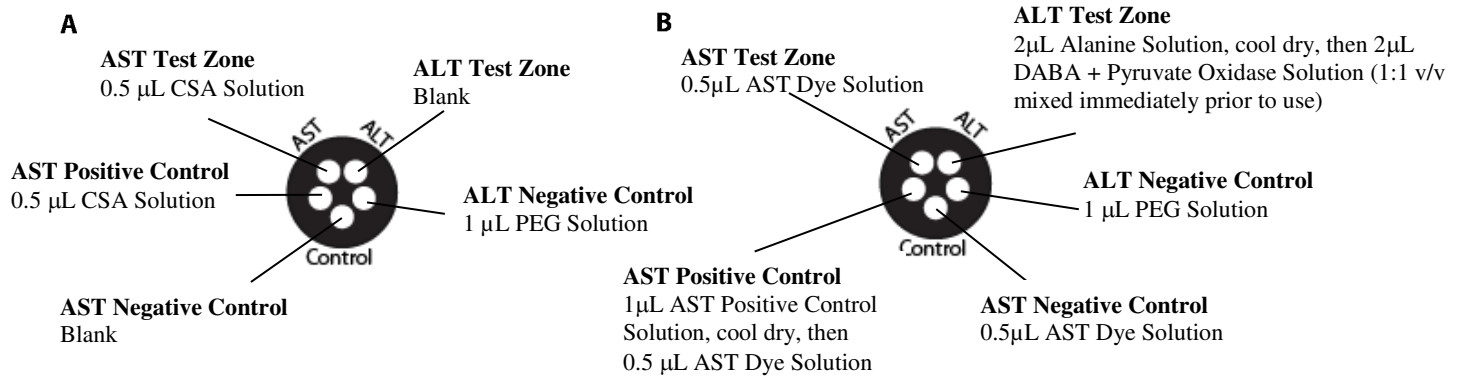 A
AST Test Zone
0.5 μL CSA Solution
ALT Test Zone
Blank
AST
ALT
AST Positive Control
0.5 μL CSA Solution
ALT Negative Control
1 μL PEG Solution
Control
AST Negative Control
Blank
B
ALT Test Zone
2μL Alanine Solution, cool dry, then 2μL
DABA + Pyruvate Oxidase Solution (1:1 v/v
mixed immediately prior to use)
AST Test Zone
0.5μL AST Dye Solution
AST
ALT
ALT Negative Control
1 μL PEG Solution
Control
AST Positive Control
1μL AST Positive Control
Solution, cool dry, then
0.5 μL AST Dye Solution
AST Negative Control
0.5μL AST Dye Solution